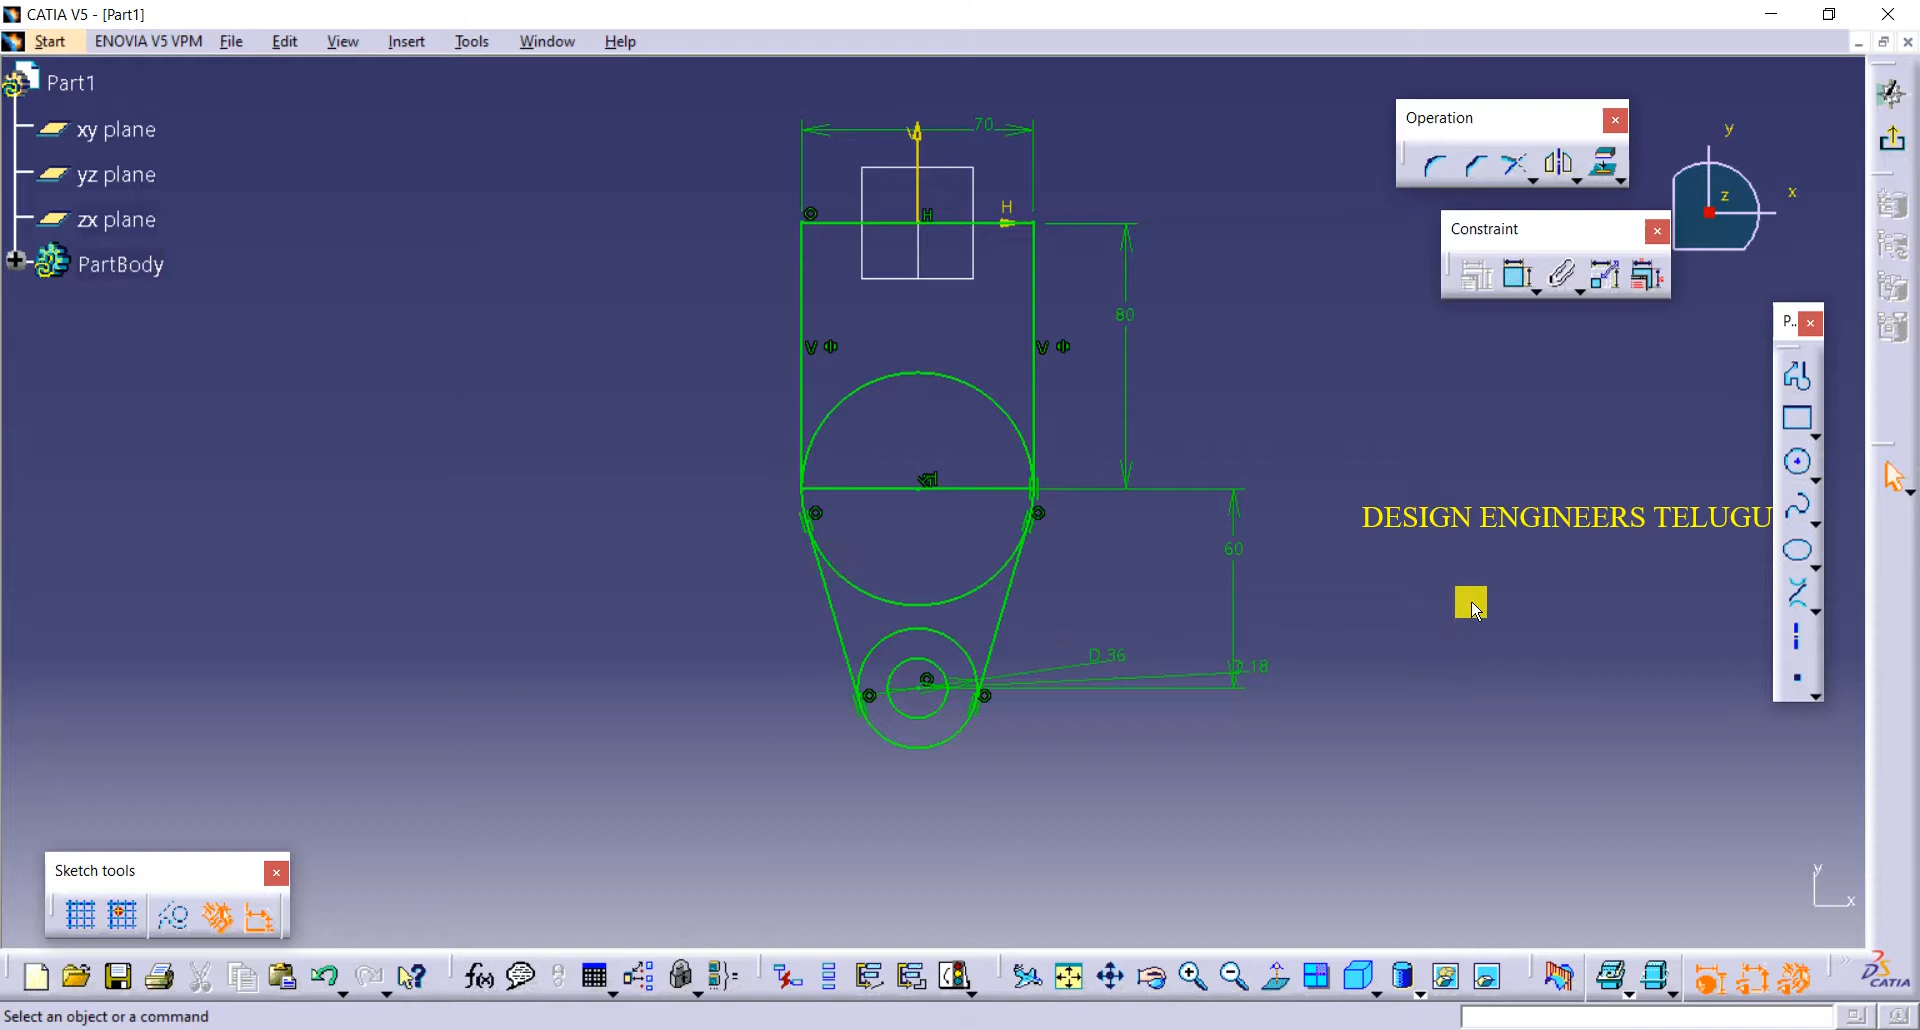 CATIA V5 - [Part1]
Start ENOVIA V5 VPM File Edit View Insert Tools Window Help
Part1
xy plane
yz plane
zx plane
PartBody
70
V
H
H
80
V
V
60
D 36
D 18
Operation
Constraint
y
x
z
P..
DESIGN ENGINEERS TELUGU
Sketch tools
y
x
f(x)
CATIA
Select an object or a command